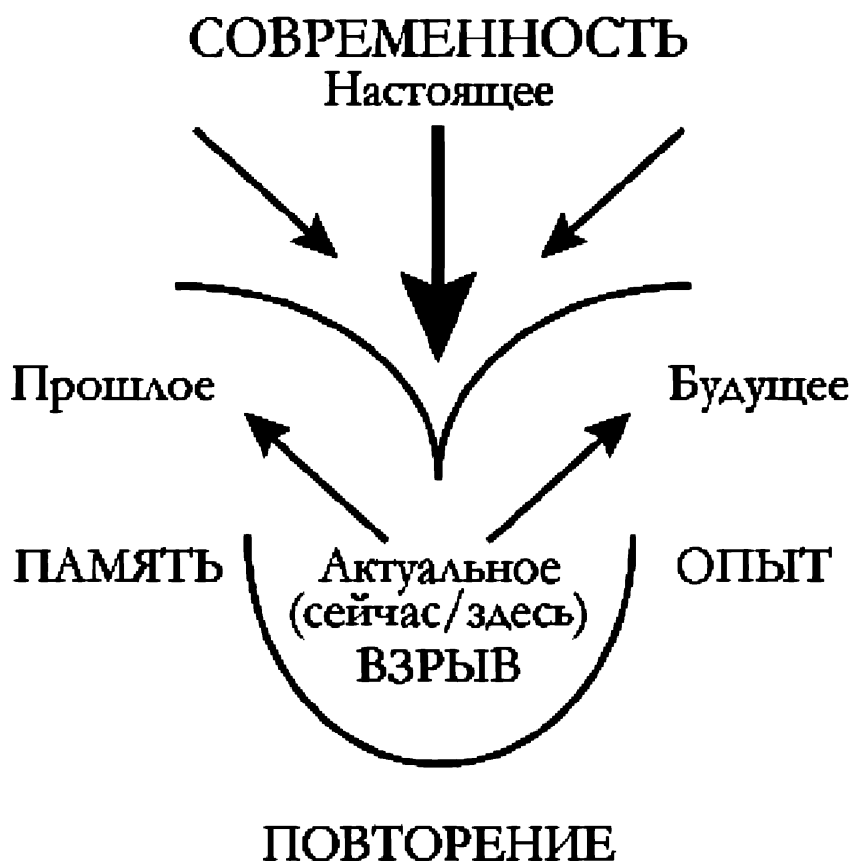 СОВРЕМЕННОСТЬ
Настоящее
Прошлое
Будущее
ПАМЯТЬ
Актуальное
(сейчас/здесь)
ВЗРЫВ
ОПЫТ
ПОВТОРЕНИЕ